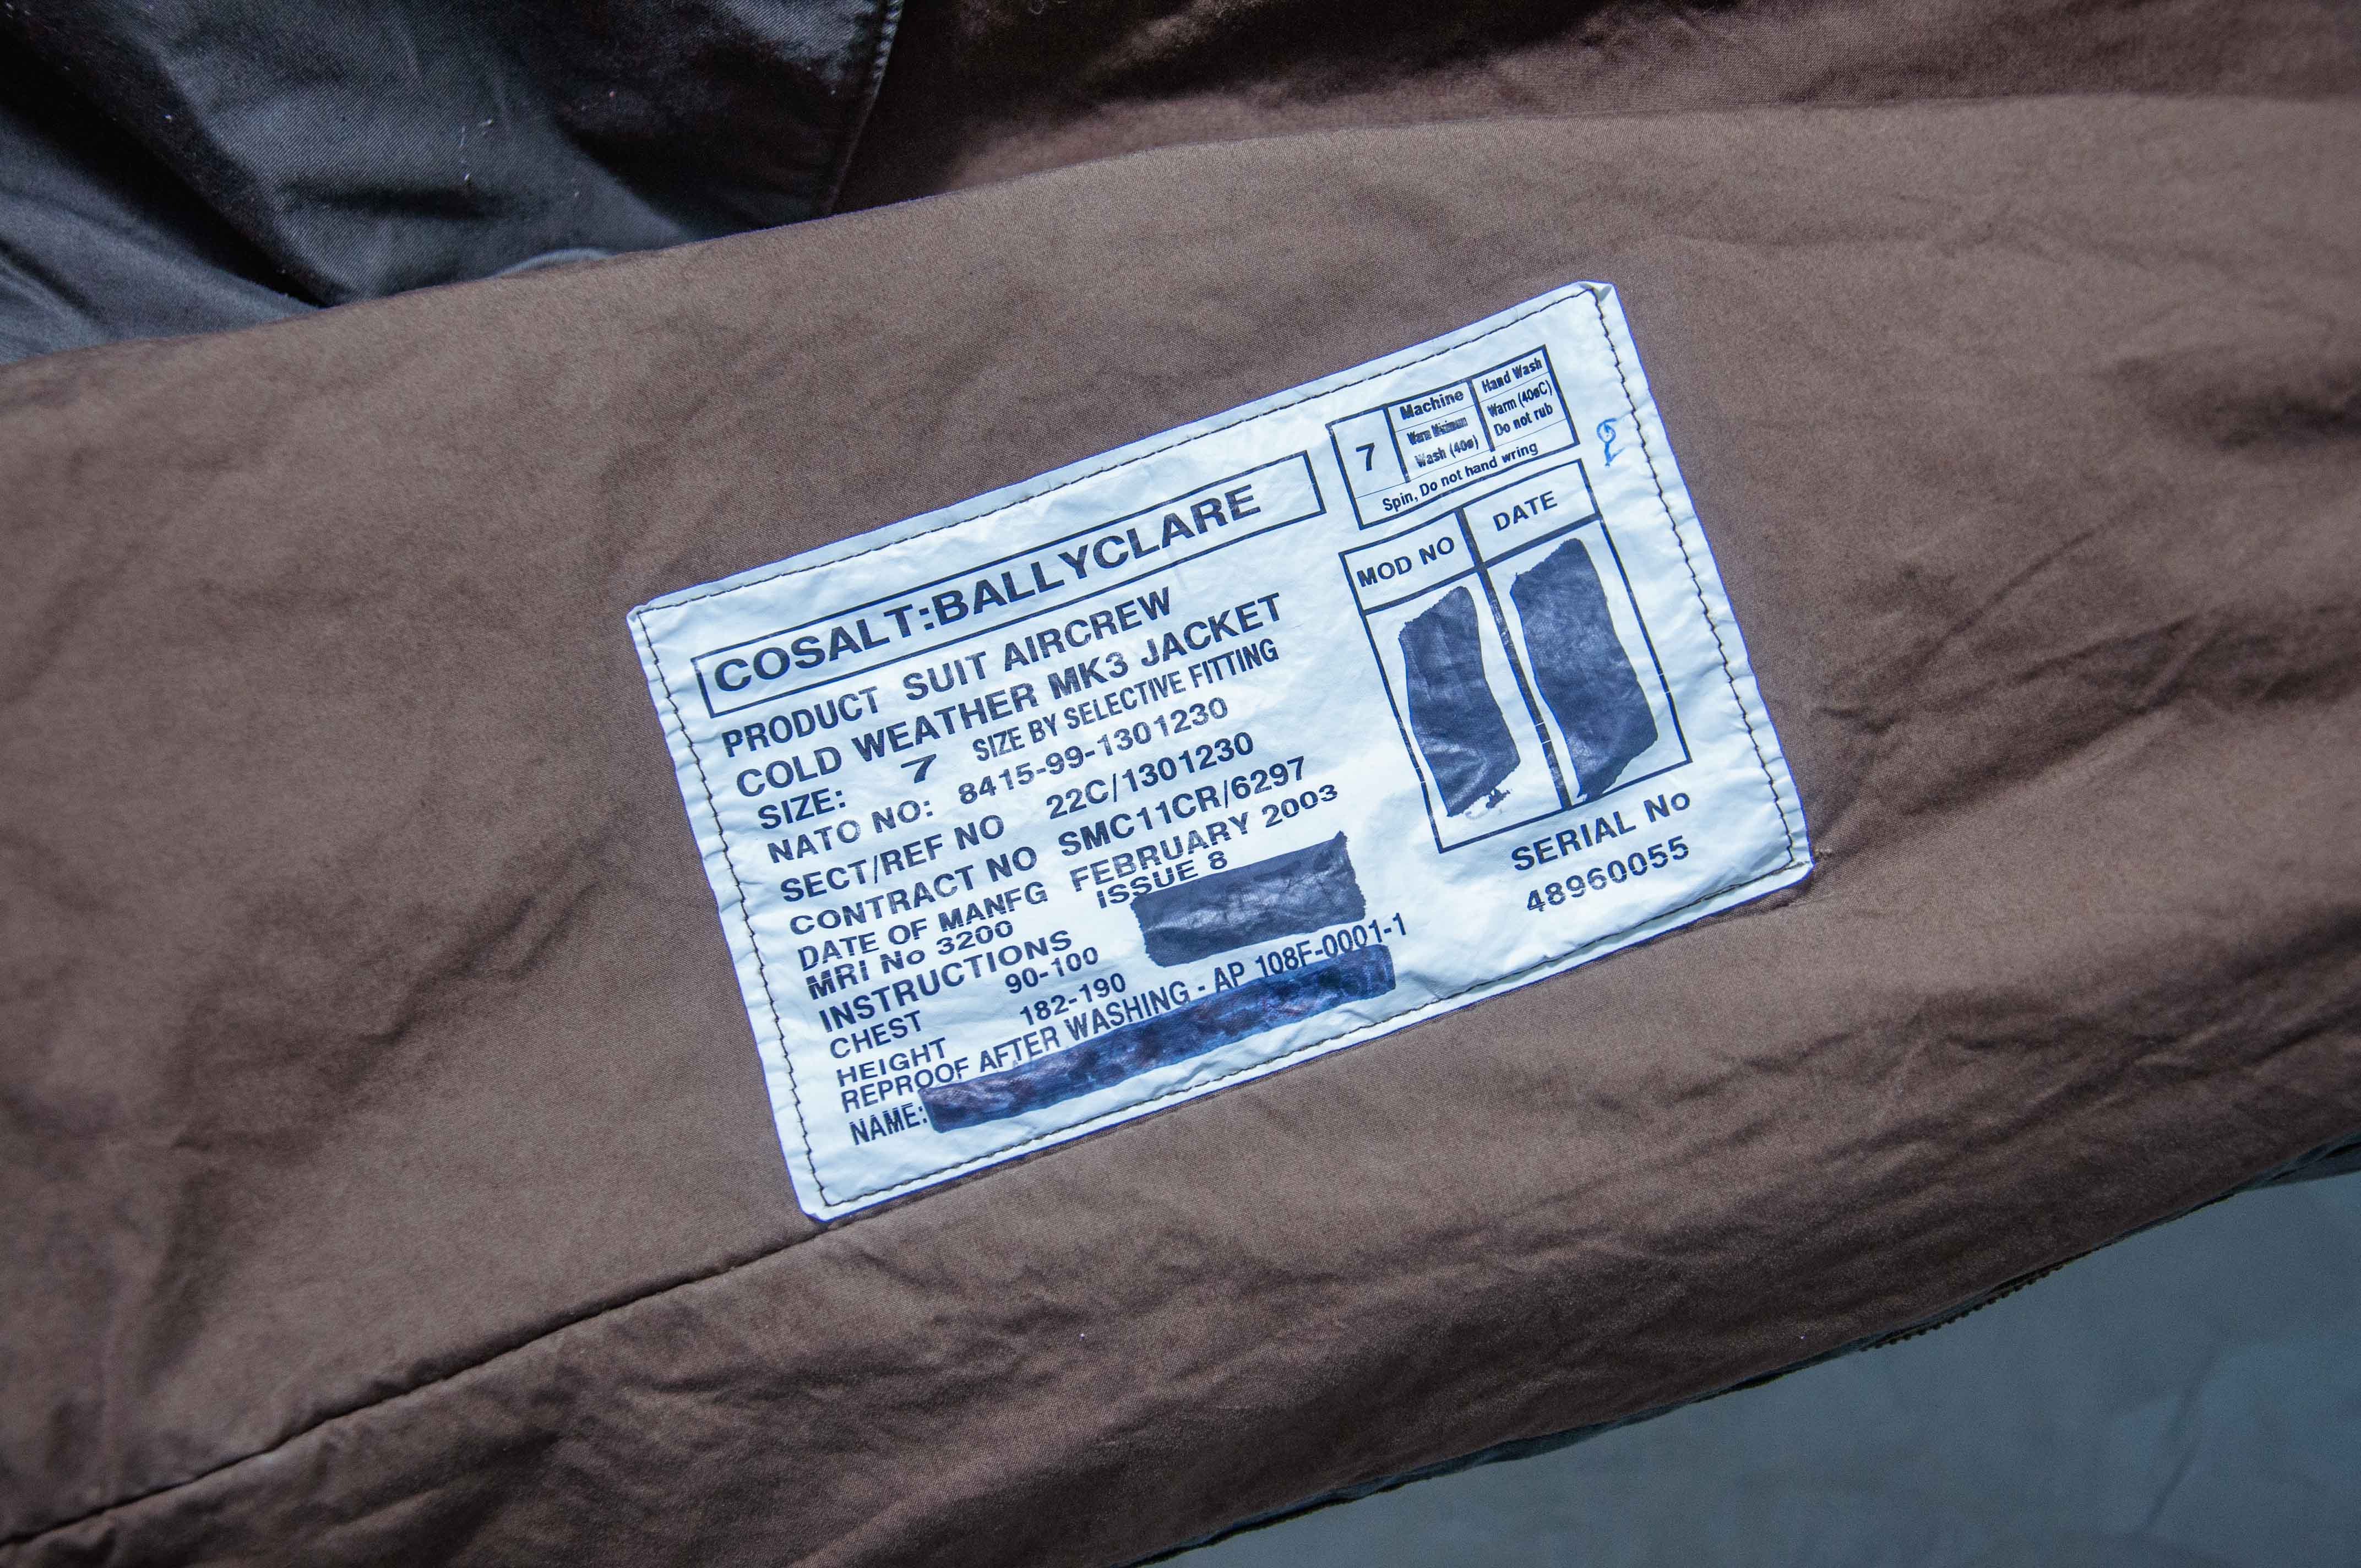 COSALT:BALLYCLARE
PRODUCT SUIT AIRCREW
COLD WEATHER MK3 JACKET
SIZE: 7 SIZE BY SELECTIVE FITTING
NATO NO: 8415-99-1301230
SECT/REF NO 22C/1301230
CONTRACT NO SMC11CR/6297
DATE OF MANFG FEBRUARY 2003
MRI No 3200 ISSUE 8
INSTRUCTIONS
CHEST 90-100
HEIGHT 182-190
REPROOF AFTER WASHING - AP 108F-0001-1
NAME:
7
Machine
Warm Minimum
Wash (40ø)
Hand Wash
Warm (40øC)
Do not rub
Spin, Do not hand wring
MOD NO DATE
SERIAL No
48960055